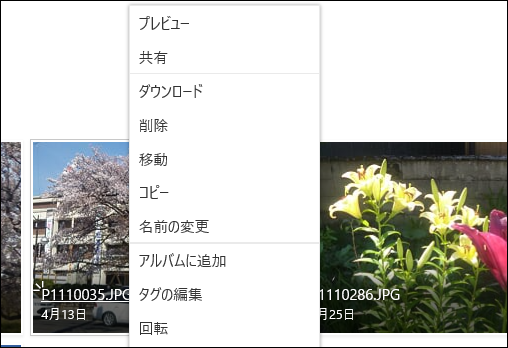 プレビュー
共有
ダウンロード
削除
移動
コピー
名前の変更
アルバムに追加
タグの編集
回転
P1110035.JPG
4月13日
1110286.JPG
月25日